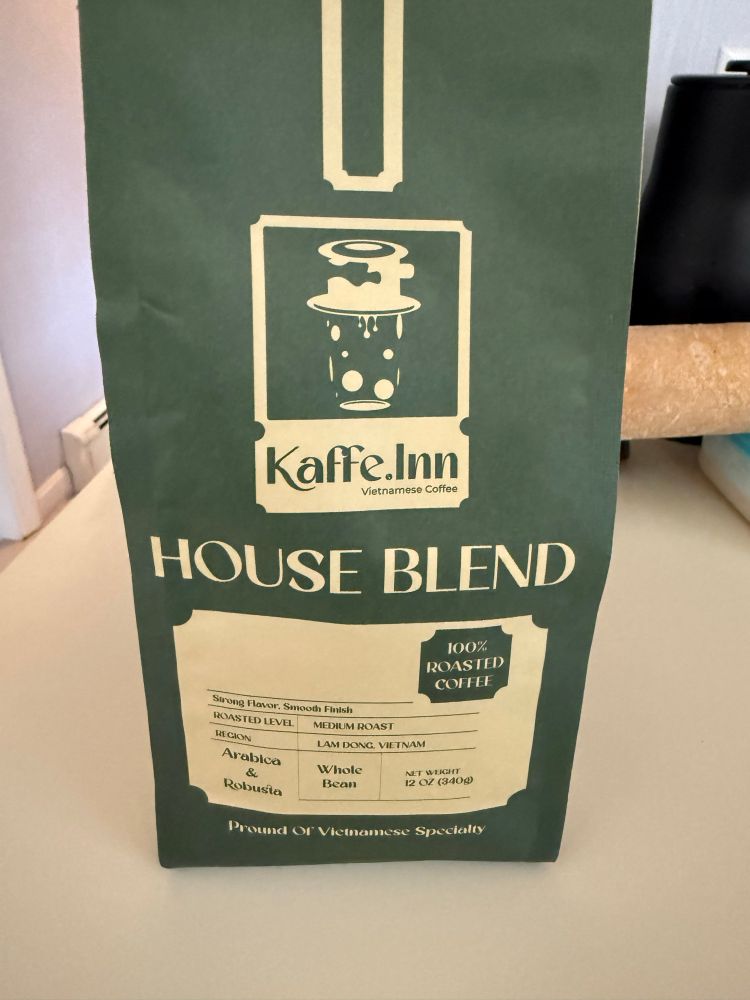 Kaffe.Inn
Vietnamese Coffee
HOUSE BLEND
100%
ROASTED
COFFEE
Strong Flavor, Smooth Finish
ROASTED LEVEL MEDIUM ROAST
REGION LAM DONG, VIETNAM
Arabica
&
Robusta
Whole
Bean
NET WEIGHT
12 OZ (340g)
Pround Of Vietnamese Specialty